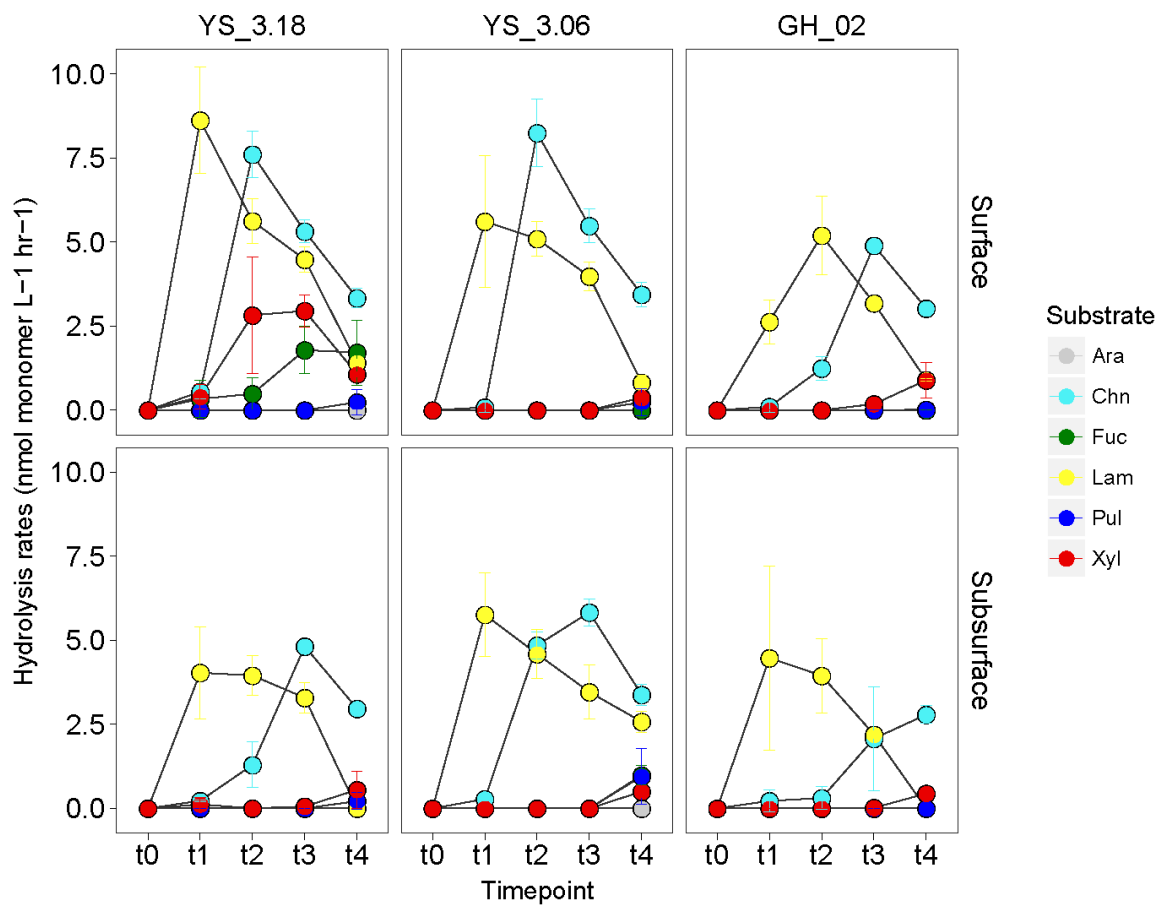 YS_3.18 YS_3.06 GH_02
Hydrolysis rates (nmol monomer L−1 hr−1)
10.0
7.5
5.0
2.5
0.0
Surface
10.0
7.5
5.0
2.5
0.0
Subsurface
t0 t1 t2 t3 t4 t0 t1 t2 t3 t4 t0 t1 t2 t3 t4
Timepoint
Substrate
Ara
Chn
Fuc
Lam
Pul
Xyl